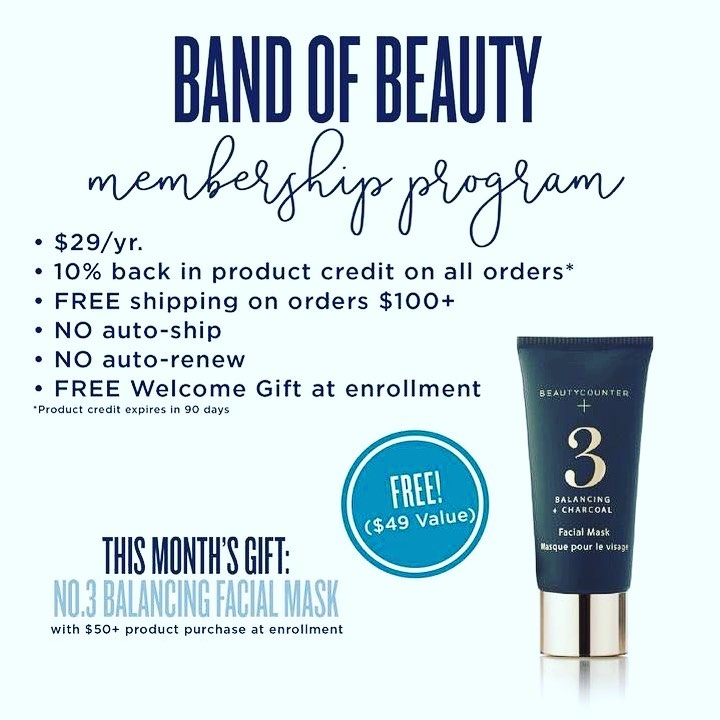 BAND OF BEAUTY
membership program
• $29/yr.
• 10% back in product credit on all orders*
• FREE shipping on orders $100+
• NO auto-ship
• NO auto-renew
• FREE Welcome Gift at enrollment
*Product credit expires in 90 days
FREE!
($49 Value)
THIS MONTH'S GIFT:
NO.3 BALANCING FACIAL MASK
with $50+ product purchase at enrollment
BEAUTYCOUNTER
+
3
BALANCING
+ CHARCOAL
Facial Mask
Masque pour le visage